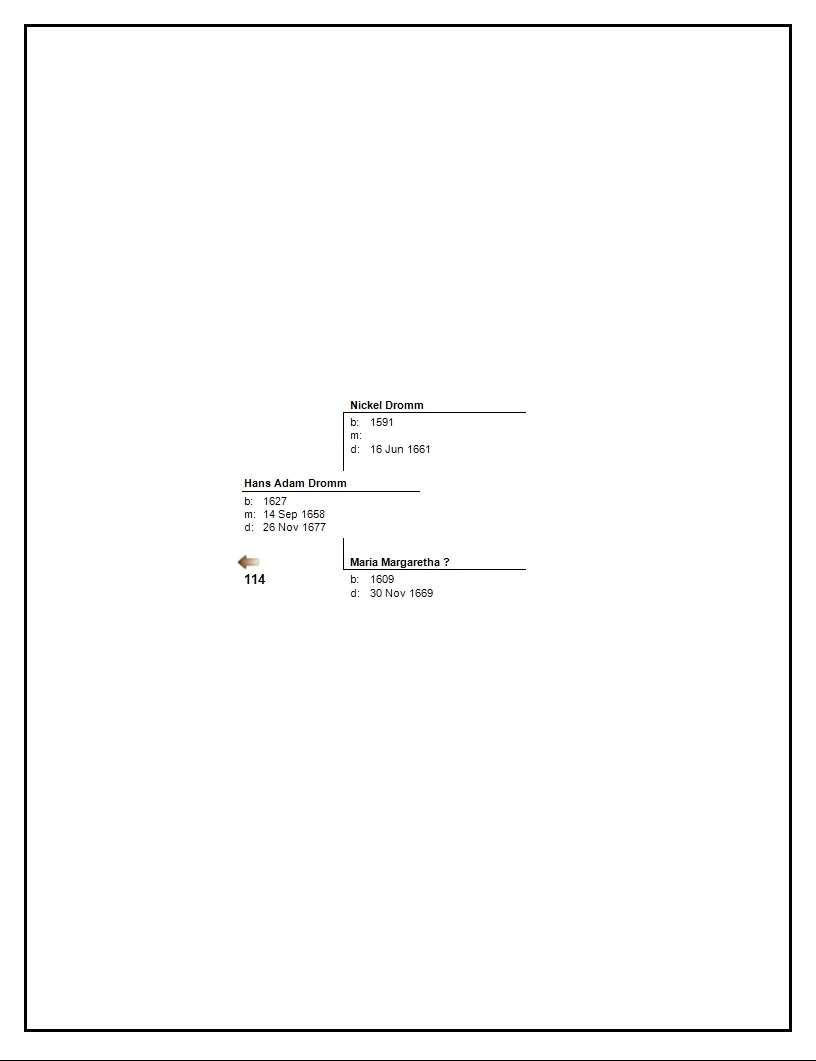 Nickel Dromm
b: 1591
m:
d: 16 Jun 1661
Hans Adam Dromm
b: 1627
m: 14 Sep 1658
d: 26 Nov 1677
114
Maria Margaretha ?
b: 1609
d: 30 Nov 1669